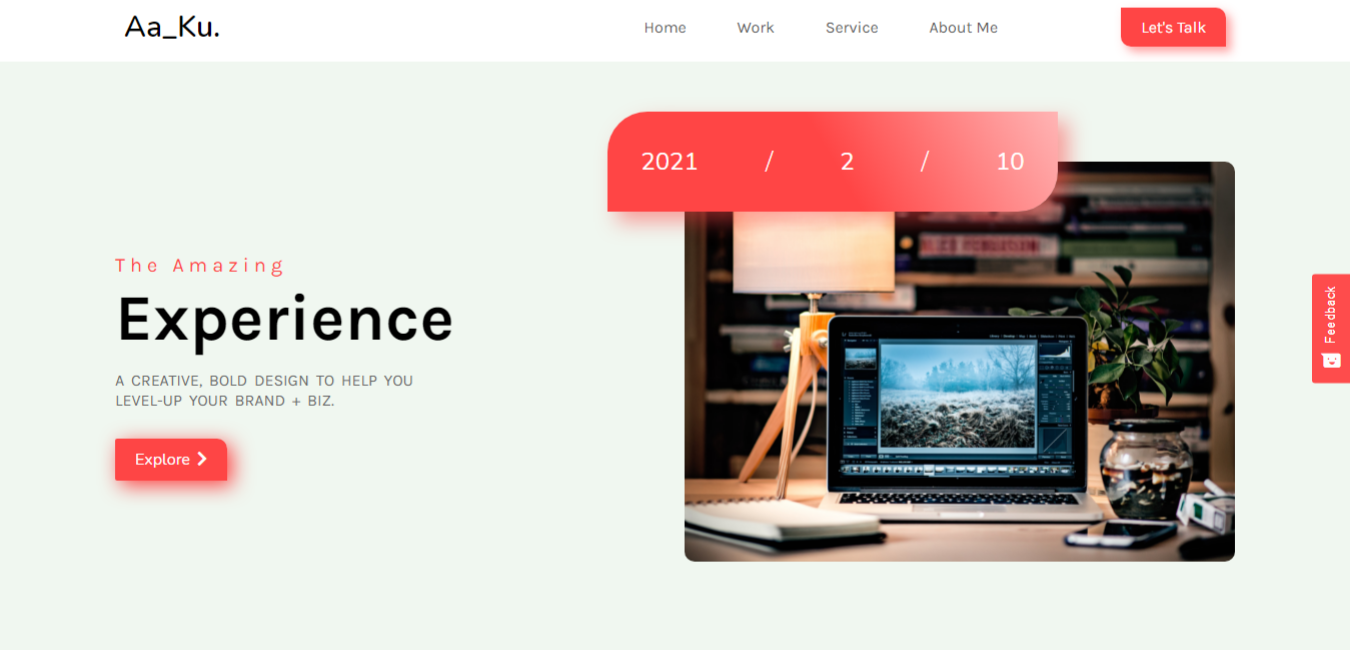 Aa_Ku.
Home Work Service About Me Let's Talk
2021 / 2 / 10
The Amazing
Experience
A CREATIVE, BOLD DESIGN TO HELP YOU
LEVEL-UP YOUR BRAND + BIZ.
Explore
Feedback